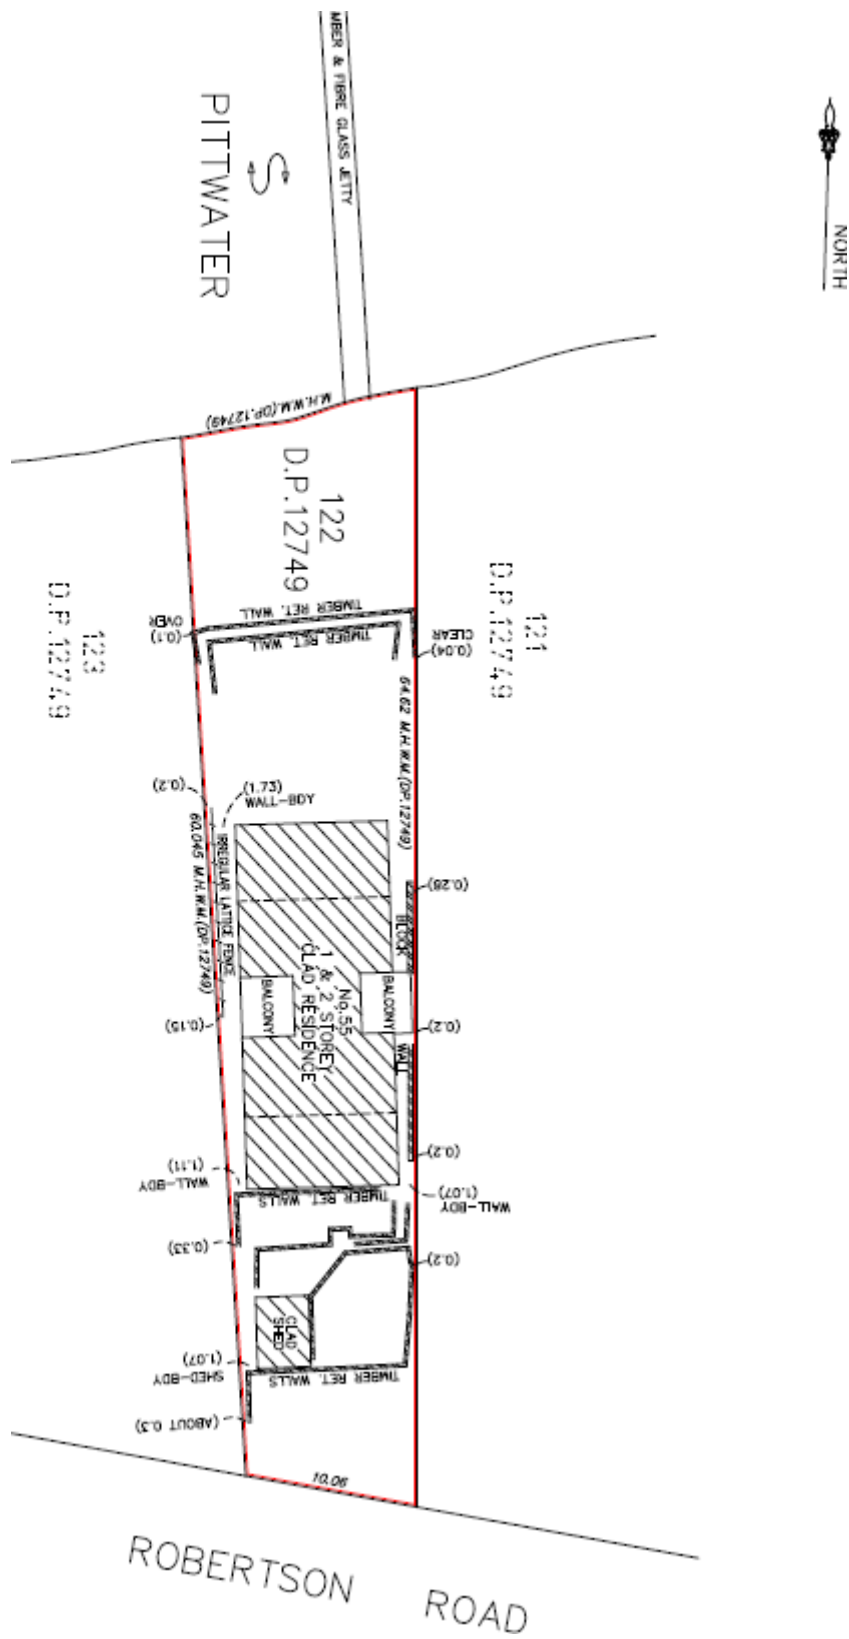 MBER & FIBRE GLASS JETTY
PITTWATER
NORTH
M.H.W.M.(DP.12749)
122
D.P.12749
121
D.P.12749
123
D.P.12749
TIMBER RET. WALL
TIMBER RET. WALL
(0.1)
OVER
(0.04)
CLEAR
64.62 M.H.W.M.(DP.12749)
(0.2)
(1.73)
WALL-BDY
60.045 M.H.W.M.(DP.12749)
IRREGULAR LATTICE FENCE
(0.28)
BLOCK
WALL
No.55
1 & 2 STOREY
CLAD RESIDENCE
BALCONY
BALCONY
(0.15)
(0.2)
(0.2)
(1.11)
WALL-BDY
(1.07)
WALL-BDY
TIMBER RET. WALLS
(0.33)
(0.2)
CLAD
SHED
(1.07)
SHED-BDY
TIMBER RET. WALLS
(ABOUT 0.3)
10.06
ROBERTSON ROAD